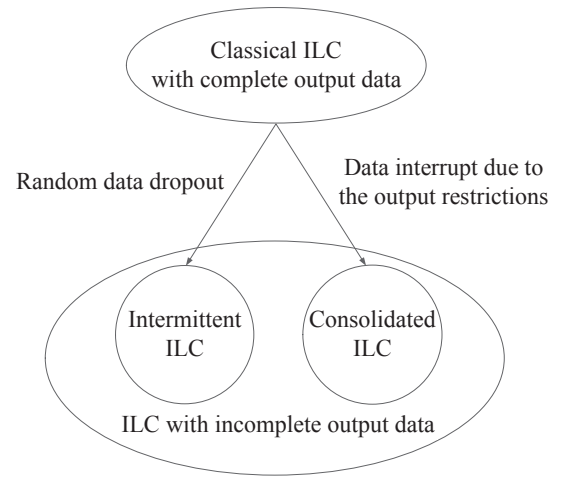 Classical ILC
with complete output data
Random data dropout
Data interrupt due to
the output restrictions
Intermittent
ILC
Consolidated
ILC
ILC with incomplete output data